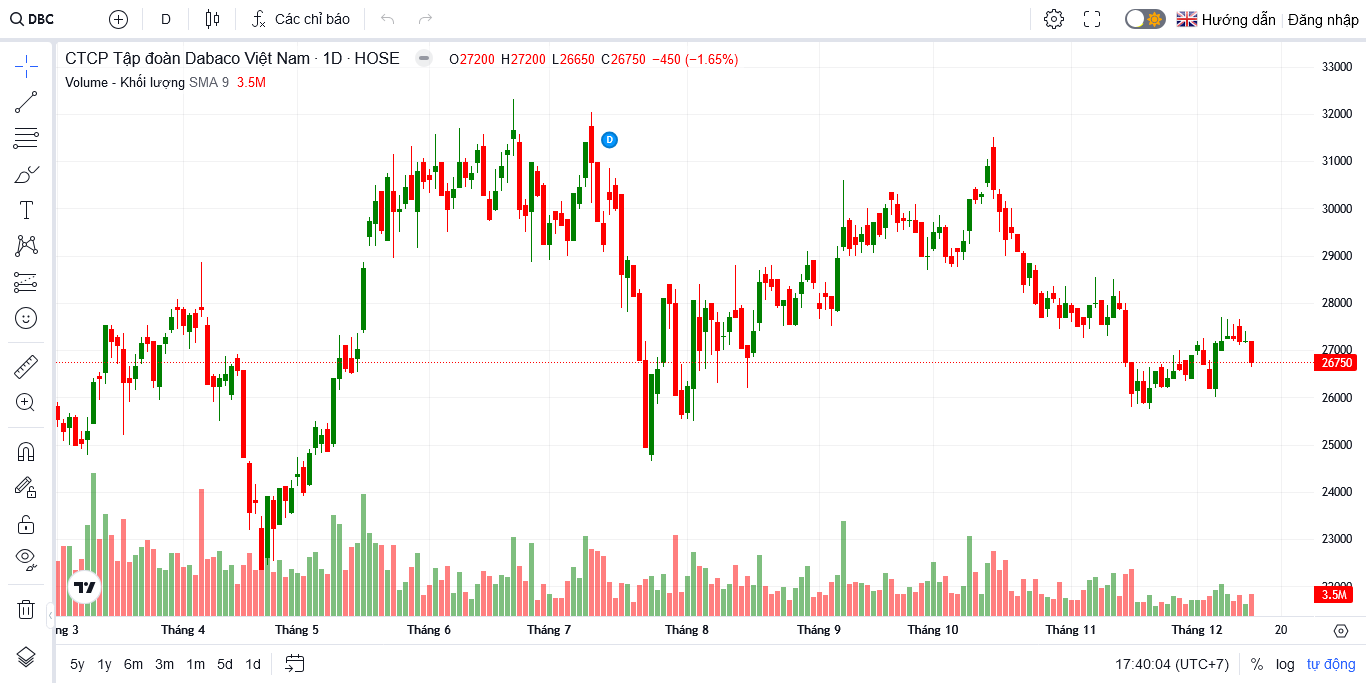 DBC D Các chỉ báo Hướng dẫn Đăng nhập
CTCP Tập đoàn Dabaco Việt Nam · 1D · HOSE O27200 H27200 L26650 C26750 −450 (−1.65%)
Volume - Khối lượng SMA 9 3.5M
33000
32000
D
31000
30000
29000
28000
27000
26750
26000
25000
24000
23000
22000
3.5M
ng 3 Tháng 4 Tháng 5 Tháng 6 Tháng 7 Tháng 8 Tháng 9 Tháng 10 Tháng 11 Tháng 12 20
5y 1y 6m 3m 1m 5d 1d 17:40:04 (UTC+7) % log tự động